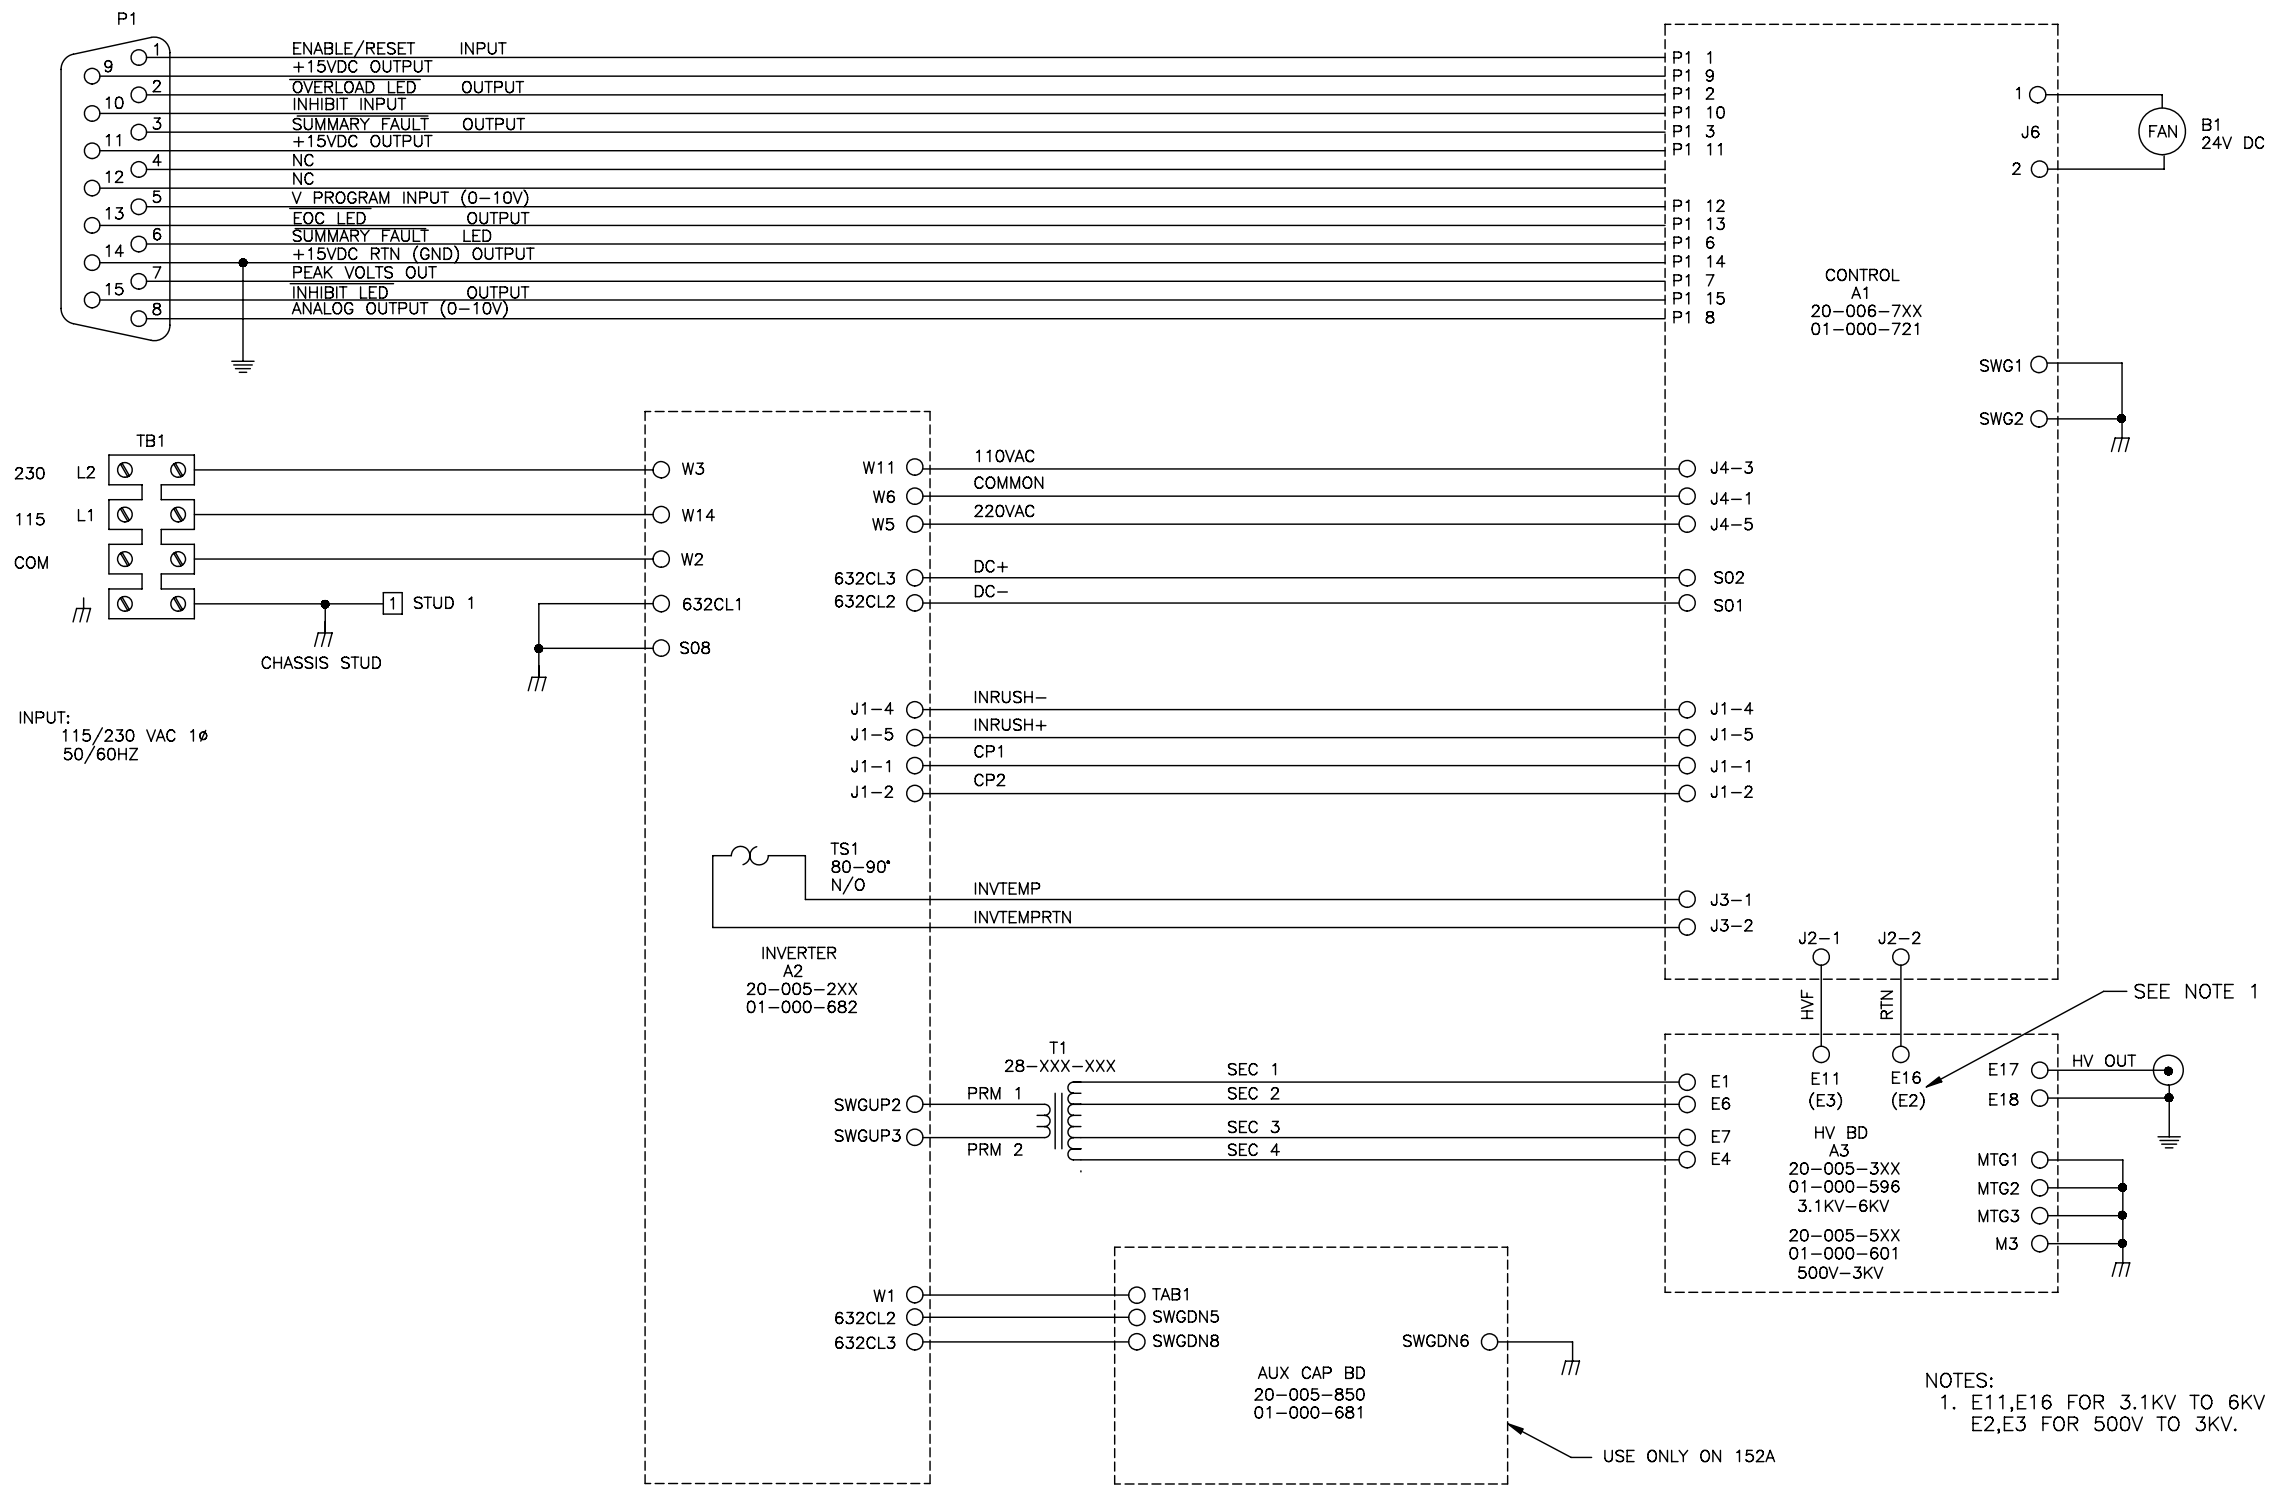 P1
1 ENABLE/RESET INPUT P1 1
9 +15VDC OUTPUT P1 9
2 OVERLOAD LED OUTPUT P1 2
10 INHIBIT INPUT P1 10
3 SUMMARY FAULT OUTPUT P1 3
11 +15VDC OUTPUT P1 11
4 NC
12 NC
5 V PROGRAM INPUT (0-10V) P1 12
13 EOC LED OUTPUT P1 13
6 SUMMARY FAULT LED P1 6
14 +15VDC RTN (GND) OUTPUT P1 14
7 PEAK VOLTS OUT P1 7
15 INHIBIT LED OUTPUT P1 15
8 ANALOG OUTPUT (0-10V) P1 8
1
J6
2
FAN
B1
24V DC
CONTROL
A1
20-006-7XX
01-000-721
SWG1
SWG2
TB1
230 L2
115 L1
COM
1 STUD 1
CHASSIS STUD
INPUT:
115/230 VAC 1ø
50/60HZ
W3
W14
W2
632CL1
S08
W11 110VAC J4-3
W6 COMMON J4-1
W5 220VAC J4-5
632CL3 DC+ S02
632CL2 DC- S01
J1-4 INRUSH- J1-4
J1-5 INRUSH+ J1-5
J1-1 CP1 J1-1
J1-2 CP2 J1-2
TS1
80-90°
N/O
INVTEMP J3-1
INVTEMPRTN J3-2
INVERTER
A2
20-005-2XX
01-000-682
J2-1 J2-2
HVF RTN
SEE NOTE 1
T1
28-XXX-XXX
SWGUP2 PRM 1
SWGUP3 PRM 2
SEC 1 E1
SEC 2 E6
SEC 3 E7
SEC 4 E4
E11 E16
(E3) (E2)
HV BD
A3
20-005-3XX
01-000-596
3.1KV-6KV
20-005-5XX
01-000-601
500V-3KV
E17 HV OUT
E18
MTG1
MTG2
MTG3
M3
W1 TAB1
632CL2 SWGDN5
632CL3 SWGDN8
SWGDN6
AUX CAP BD
20-005-850
01-000-681
USE ONLY ON 152A
NOTES:
1. E11,E16 FOR 3.1KV TO 6KV
E2,E3 FOR 500V TO 3KV.